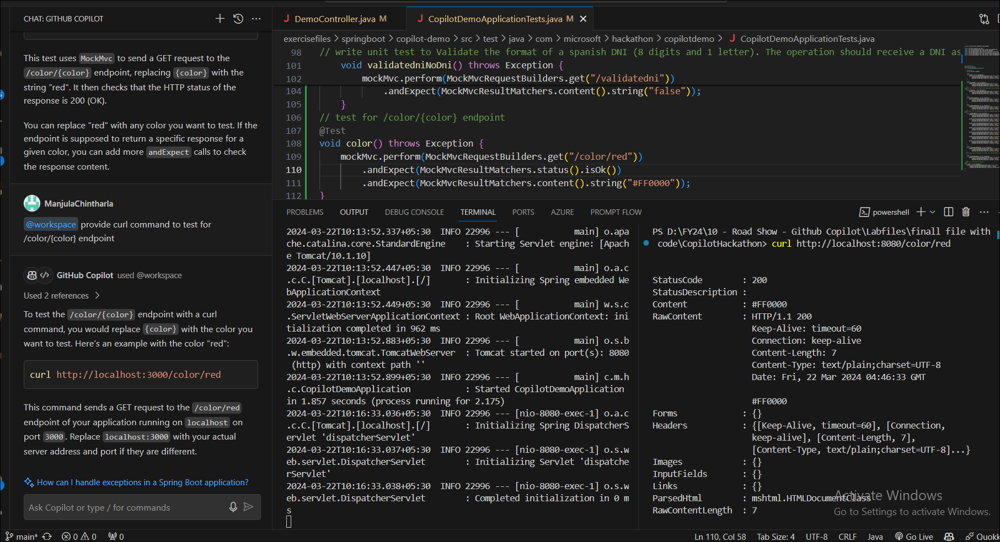 CHAT: GITHUB COPILOT
This test uses MockMvc to send a GET request to the
/color/{color} endpoint, replacing {color} with the
string "red". It then checks that the HTTP status of the
response is 200 (OK).
You can replace "red" with any color you want to test. If the
endpoint is supposed to return a specific response for a
given color, you can add more andExpect calls to check
the response content.
ManjulaChintharla
@workspace provide curl command to test for
/color/{color} endpoint
GitHub Copilot used @workspace
Used 2 references
To test the /color/{color} endpoint with a curl
command, you would replace {color} with the color you
want to test. Here's an example with the color "red":
curl http://localhost:3000/color/red
This command sends a GET request to the /color/red
endpoint of your application running on localhost on
port 3000. Replace localhost:3000 with your actual
server address and port if they are different.
How can I handle exceptions in a Spring Boot application?
Ask Copilot or type / for commands
DemoController.java M
CopilotDemoApplicationTests.java M
exercisefiles > springboot > copilot-demo > src > test > java > com > microsoft > hackathon > copilotdemo > CopilotDemoApplicationTests.java
98 // write unit test to Validate the format of a spanish DNI (8 digits and 1 letter). The operation should receive a DNI as
101 void validatedniNoDni() throws Exception {
102 mockMvc.perform(MockMvcRequestBuilders.get("/validatedni"))
104 .andExpect(MockMvcResultMatchers.content().string("false"));
105 }
106 // test for /color/{color} endpoint
107 @Test
108 void color() throws Exception {
109 mockMvc.perform(MockMvcRequestBuilders.get("/color/red"))
110 .andExpect(MockMvcResultMatchers.status().isOk())
111 .andExpect(MockMvcResultMatchers.content().string("#FF0000"));
112 }
PROBLEMS OUTPUT DEBUG CONSOLE TERMINAL PORTS AZURE PROMPT FLOW
powershell
2024-03-22T10:13:52.337+05:30 INFO 22996 --- [ main] o.apa
che.catalina.core.StandardEngine : Starting Servlet engine: [Apach
e Tomcat/10.1.10]
2024-03-22T10:13:52.447+05:30 INFO 22996 --- [ main] o.a.c
.c.C.[Tomcat].[localhost].[/] : Initializing Spring embedded We
bApplicationContext
2024-03-22T10:13:52.449+05:30 INFO 22996 --- [ main] w.s.c
.ServletWebServerApplicationContext : Root WebApplicationContext: ini
tialization completed in 962 ms
2024-03-22T10:13:52.883+05:30 INFO 22996 --- [ main] o.s.b
.w.embedded.tomcat.TomcatWebServer : Tomcat started on port(s): 8080
(http) with context path ''
2024-03-22T10:13:52.899+05:30 INFO 22996 --- [ main] c.m.h
.c.CopilotDemoApplication : Started CopilotDemoApplication
in 1.857 seconds (process running for 2.175)
2024-03-22T10:16:33.036+05:30 INFO 22996 --- [nio-8080-exec-1] o.a.c
.c.C.[Tomcat].[localhost].[/] : Initializing Spring DispatcherS
ervlet 'dispatcherServlet'
2024-03-22T10:16:33.037+05:30 INFO 22996 --- [nio-8080-exec-1] o.s.w
eb.servlet.DispatcherServlet : Initializing Servlet 'dispatche
rServlet'
2024-03-22T10:16:33.038+05:30 INFO 22996 --- [nio-8080-exec-1] o.s.w
eb.servlet.DispatcherServlet : Completed initialization in 0 m
s
PS D:\FY24\10 - Road Show - Github Copilot\Labfiles\finall file with
code\CopilotHackathon> curl http://localhost:8080/color/red
StatusCode : 200
StatusDescription :
Content : #FF0000
RawContent : HTTP/1.1 200
Keep-Alive: timeout=60
Connection: keep-alive
Content-Length: 7
Content-Type: text/plain;charset=UTF-8
Date: Fri, 22 Mar 2024 04:46:33 GMT
#FF0000
Forms : {}
Headers : {[Keep-Alive, timeout=60], [Connection,
keep-alive], [Content-Length, 7],
[Content-Type, text/plain;charset=UTF-8]...}
Images : {}
InputFields : {}
Links : {}
ParsedHtml : mshtml.HTMLDocumentClass
RawContentLength : 7
Activate Windows
Go to Settings to activate Windows.
main* 0 0 0
Ln 110, Col 58 Tab Size: 4 UTF-8 CRLF Java Go Live Quokk